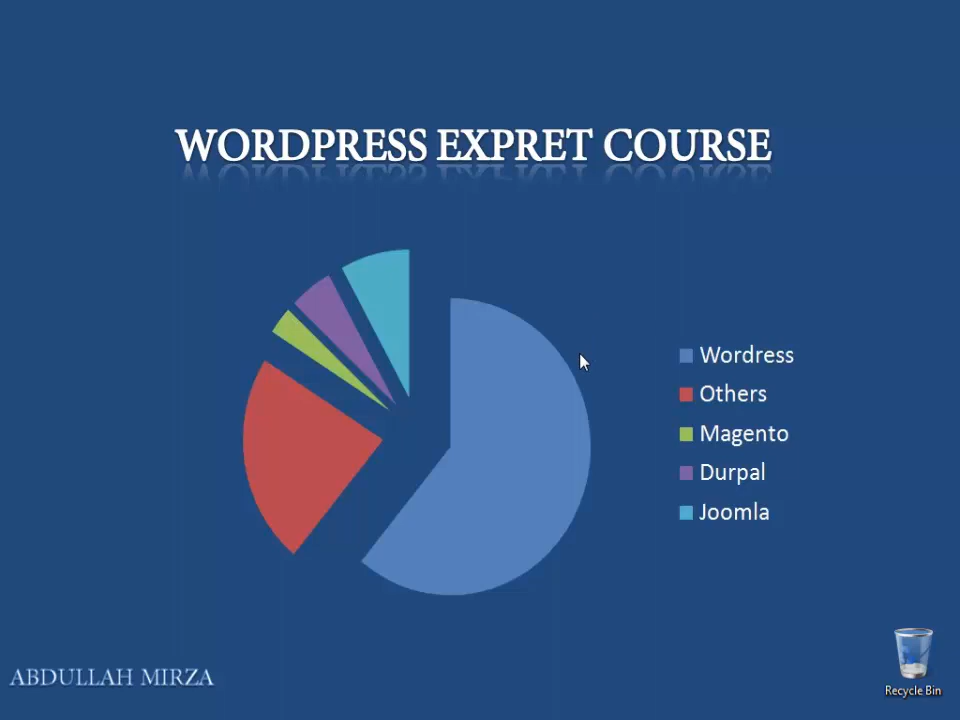 WORDPRESS EXPRET COURSE
Wordress
Others
Magento
Durpal
Joomla
ABDULLAH MIRZA
Recycle Bin